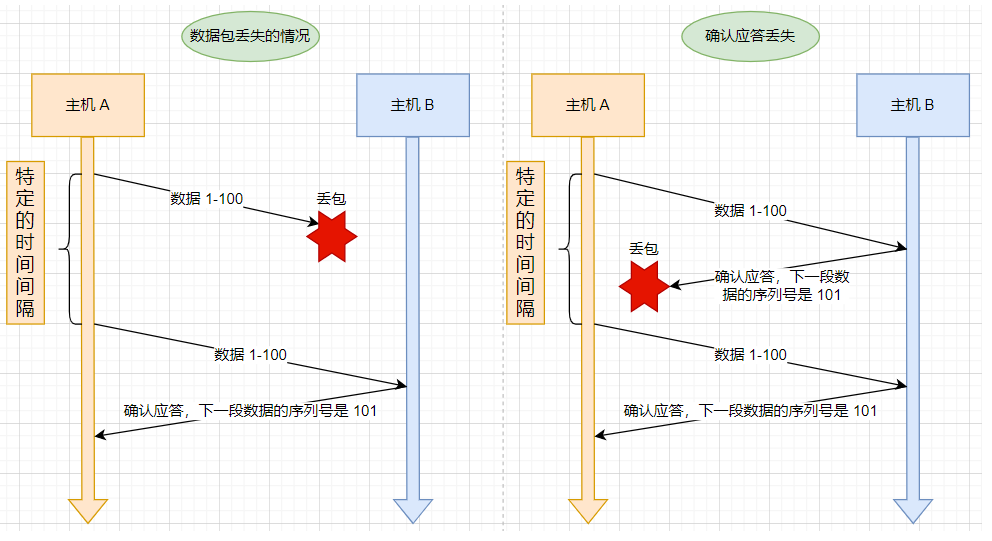 数据包丢失的情况
主机 A
主机 B
特
定
的
时
间
间
隔
数据 1-100
丢包
数据 1-100
确认应答，下一段数据的序列号是 101
确认应答丢失
主机 A
主机 B
特
定
的
时
间
间
隔
数据 1-100
丢包
确认应答，下一段数
据的序列号是 101
数据 1-100
确认应答，下一段数据的序列号是 101